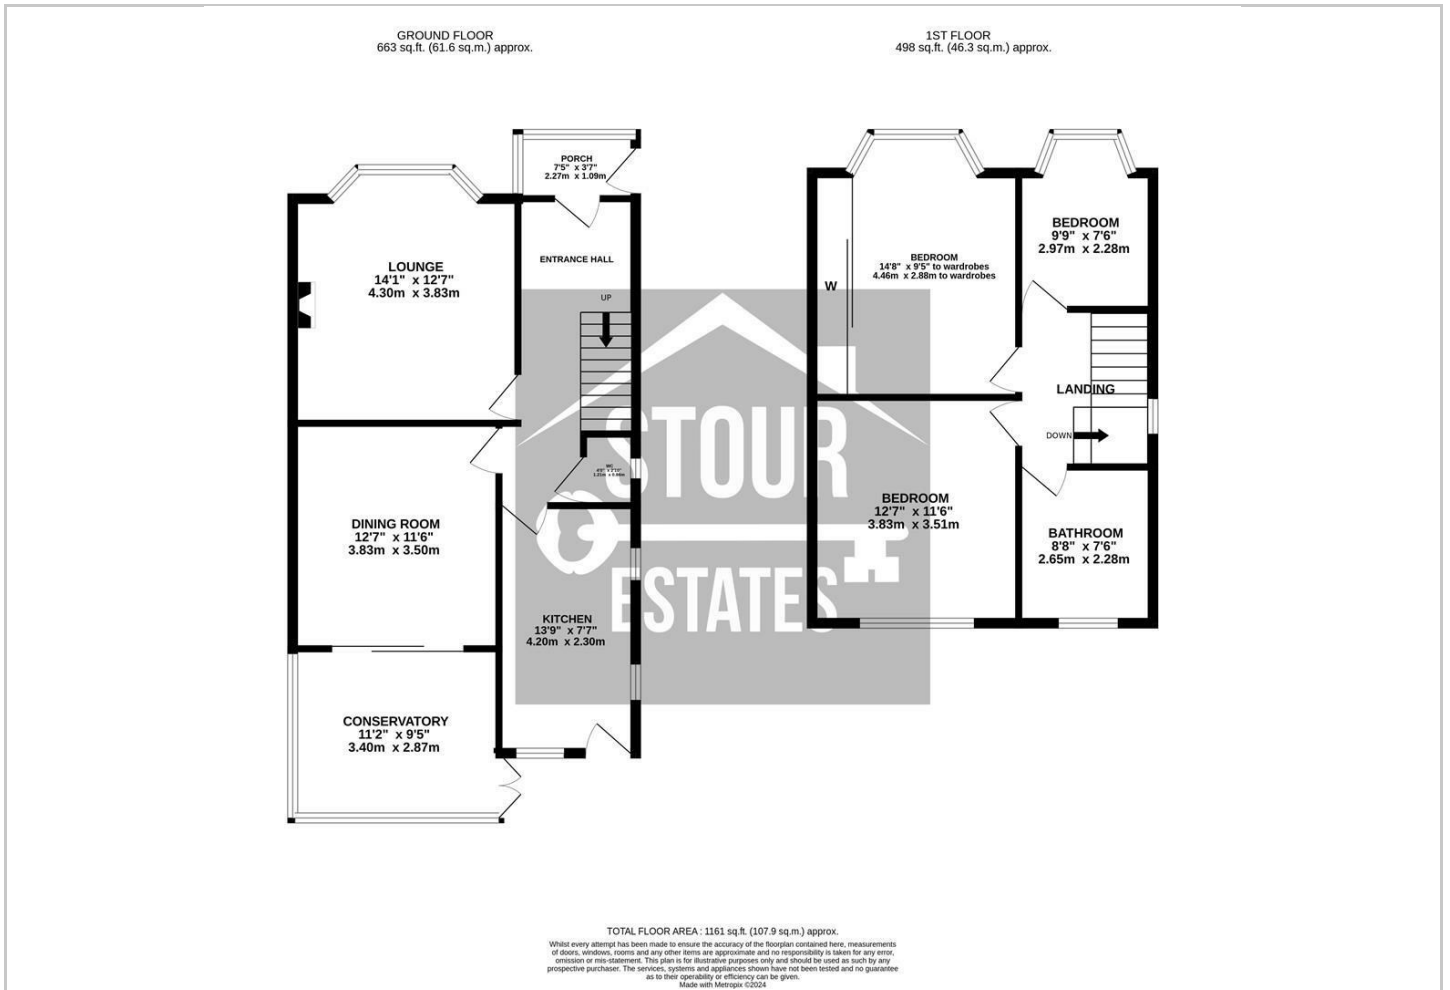 GROUND FLOOR
663 sq.ft. (61.6 sq.m.) approx.
1ST FLOOR
498 sq.ft. (46.3 sq.m.) approx.
PORCH
7'5" x 3'7"
2.27m x 1.09m
ENTRANCE HALL
LOUNGE
14'1" x 12'7"
4.30m x 3.83m
UP
WC
DINING ROOM
12'7" x 11'6"
3.83m x 3.50m
KITCHEN
13'9" x 7'7"
4.20m x 2.30m
CONSERVATORY
11'2" x 9'5"
3.40m x 2.87m
BEDROOM
14'8" x 9'5" to wardrobes
4.46m x 2.88m to wardrobes
W
BEDROOM
9'9" x 7'6"
2.97m x 2.28m
LANDING
DOWN
BEDROOM
12'7" x 11'6"
3.83m x 3.51m
BATHROOM
8'8" x 7'6"
2.65m x 2.28m
STOUR
ESTATES
TOTAL FLOOR AREA : 1161 sq.ft. (107.9 sq.m.) approx.
Whilst every attempt has been made to ensure the accuracy of the floorplan contained here, measurements
of doors, windows, rooms and any other items are approximate and no responsibility is taken for any error,
omission or mis-statement. This plan is for illustrative purposes only and should be used as such by any
prospective purchaser. The services, systems and appliances shown have not been tested and no guarantee
as to their operability or efficiency can be given.
Made with Metropix ©2024